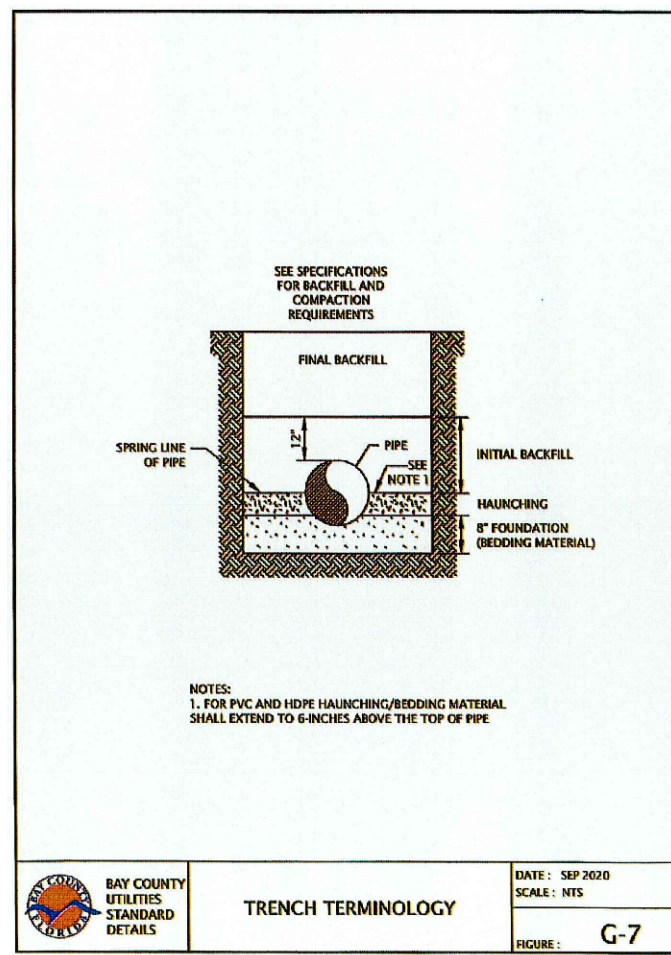 SEE SPECIFICATIONS
FOR BACKFILL AND
COMPACTION
REQUIREMENTS
FINAL BACKFILL
12"
SPRING LINE
OF PIPE
PIPE
SEE
NOTE 1
INITIAL BACKFILL
HAUNCHING
8" FOUNDATION
(BEDDING MATERIAL)
NOTES:
1. FOR PVC AND HDPE HAUNCHING/BEDDING MATERIAL
SHALL EXTEND TO 6-INCHES ABOVE THE TOP OF PIPE
BAY COUNTY
FLORIDA
BAY COUNTY
UTILITIES
STANDARD
DETAILS
TRENCH TERMINOLOGY
DATE : SEP 2020
SCALE : NTS
FIGURE : G-7